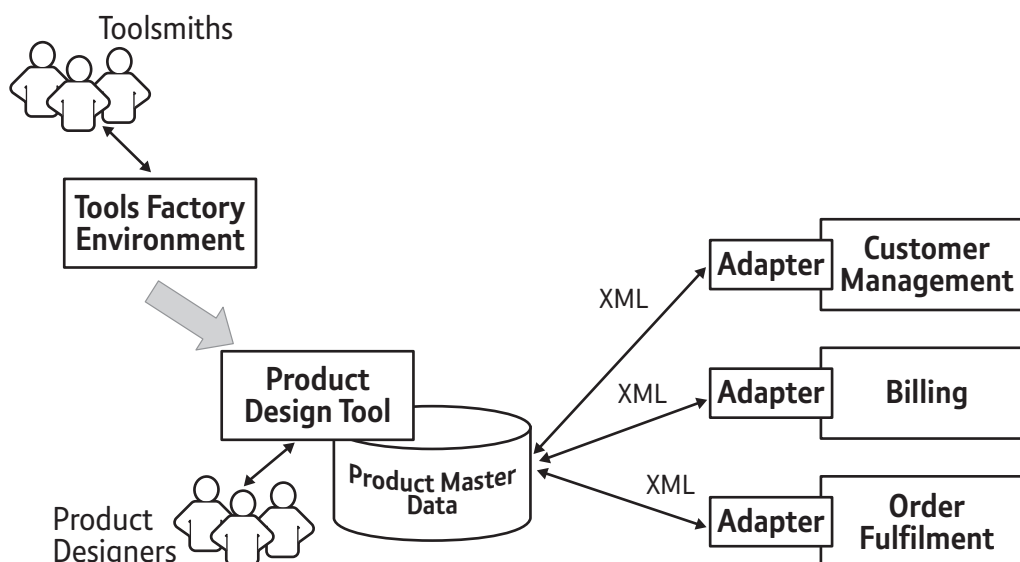 Toolsmiths
Tools Factory
Environment
Product
Design Tool
Product Master
Data
Product
Designers
XML
XML
XML
Adapter
Customer
Management
Adapter
Billing
Adapter
Order
Fulfilment